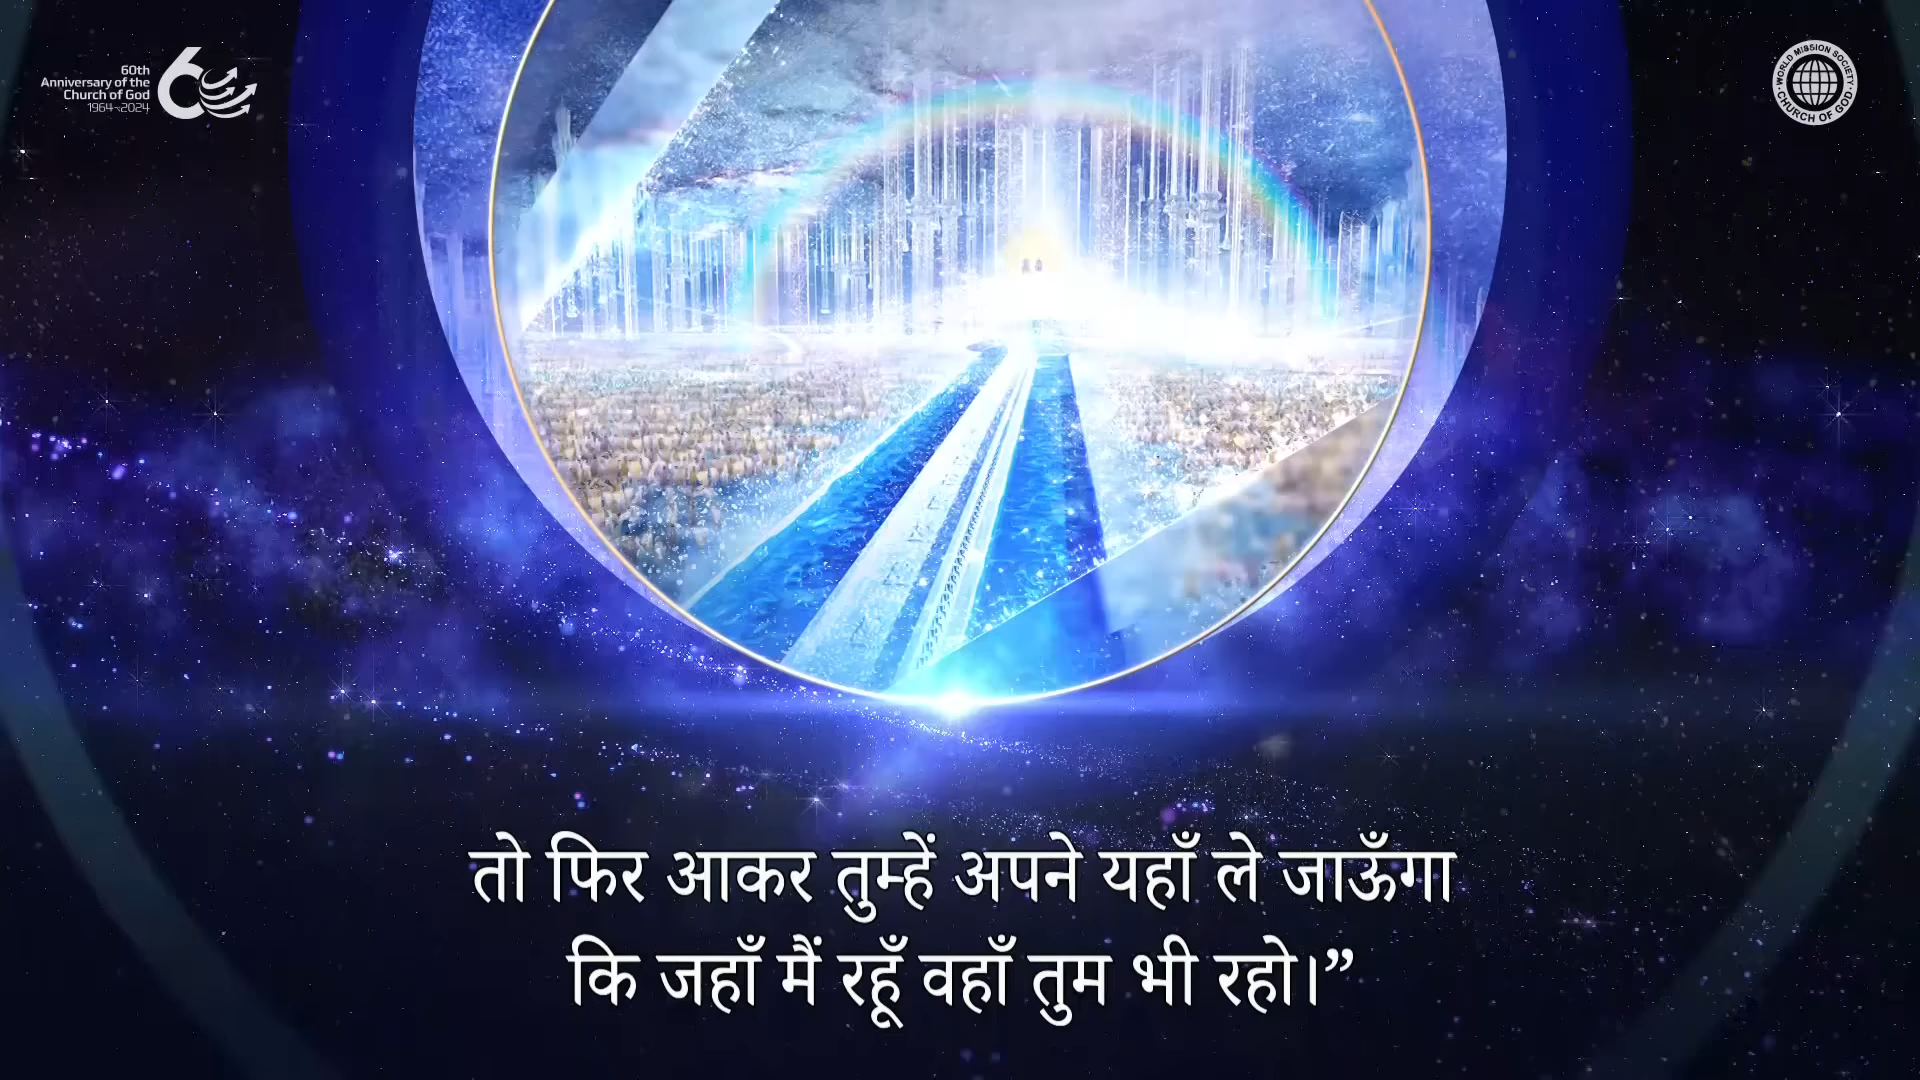 60th
Anniversary of the
Church of God
1964~2024
60
WORLD MISSION SOCIETY
CHURCH OF GOD
तो फिर आकर तुम्हें अपने यहाँ ले जाऊँगा
कि जहाँ मैं रहूँ वहाँ तुम भी रहो।”